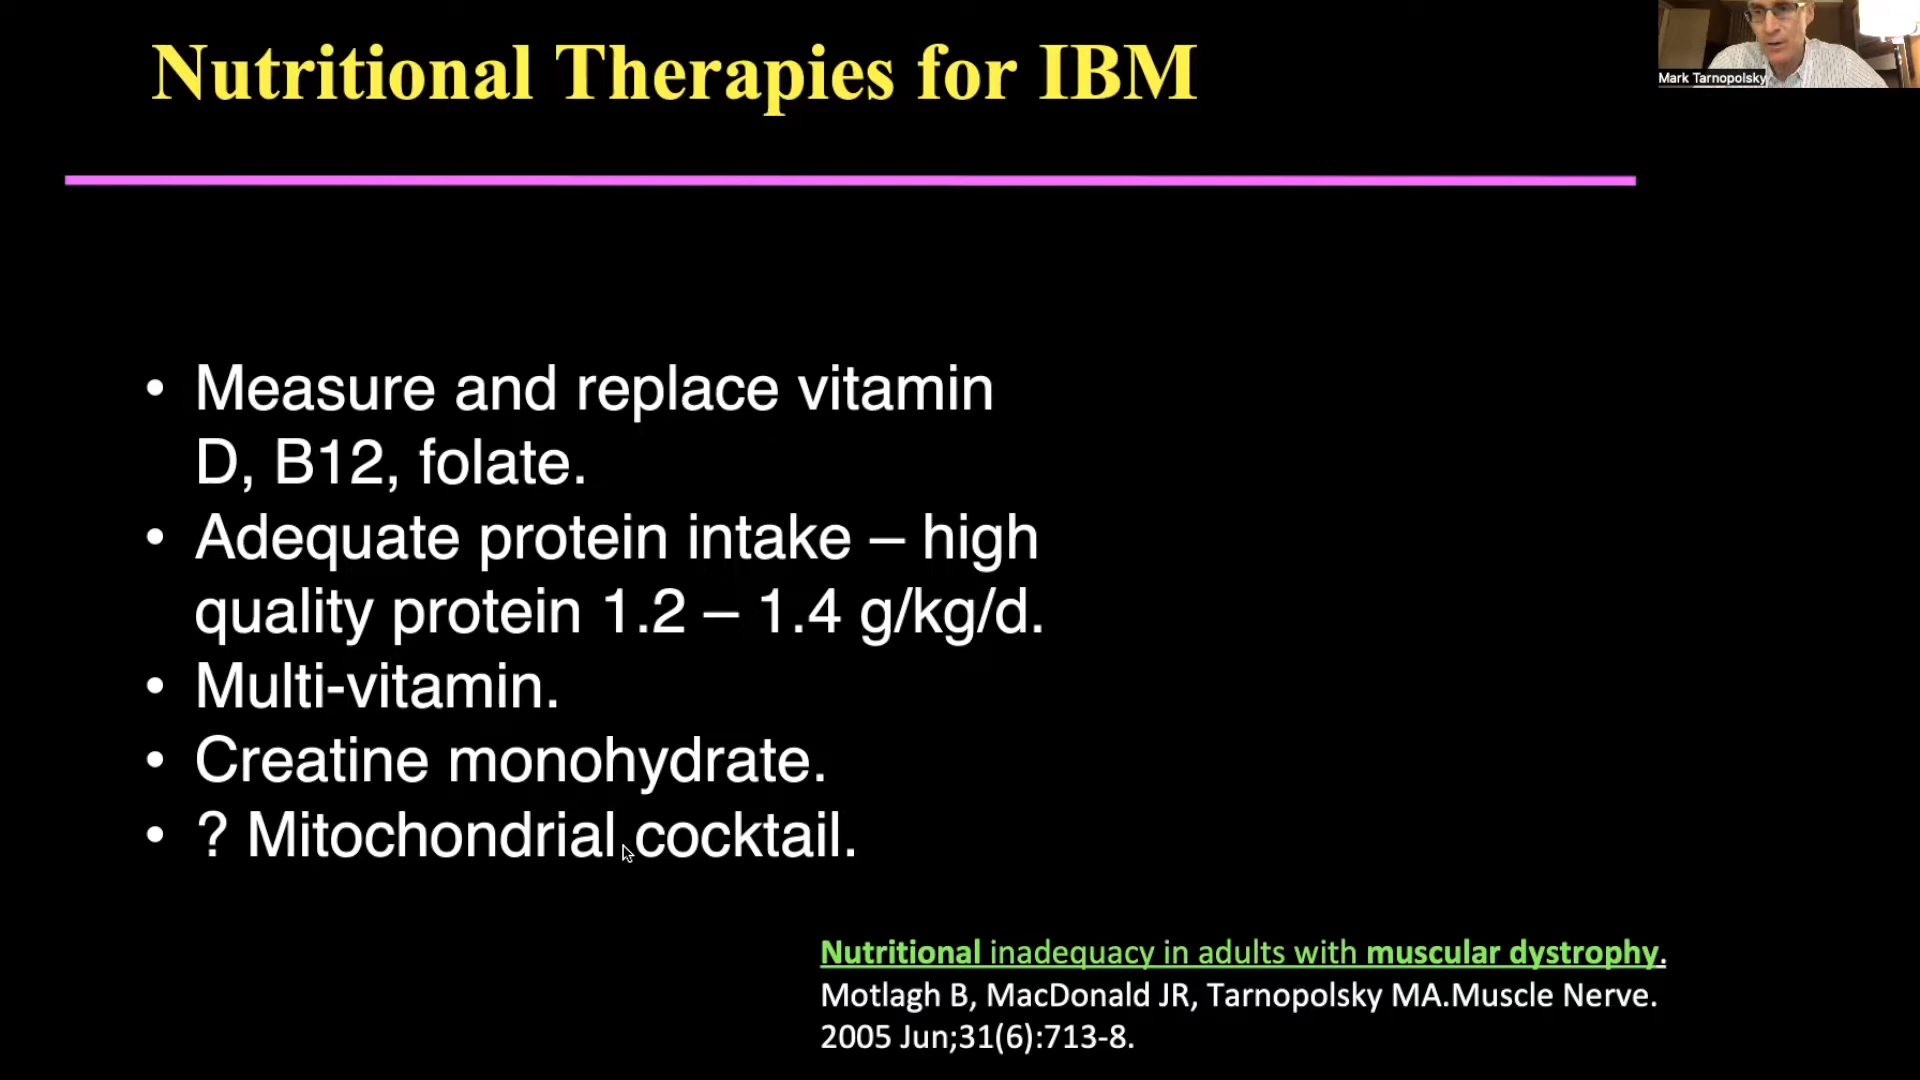 Nutritional Therapies for IBM
Mark Tarnopolsky
• Measure and replace vitamin
D, B12, folate.
• Adequate protein intake – high
quality protein 1.2 – 1.4 g/kg/d.
• Multi-vitamin.
• Creatine monohydrate.
• ? Mitochondrial cocktail.
Nutritional inadequacy in adults with muscular dystrophy.
Motlagh B, MacDonald JR, Tarnopolsky MA.Muscle Nerve.
2005 Jun;31(6):713-8.